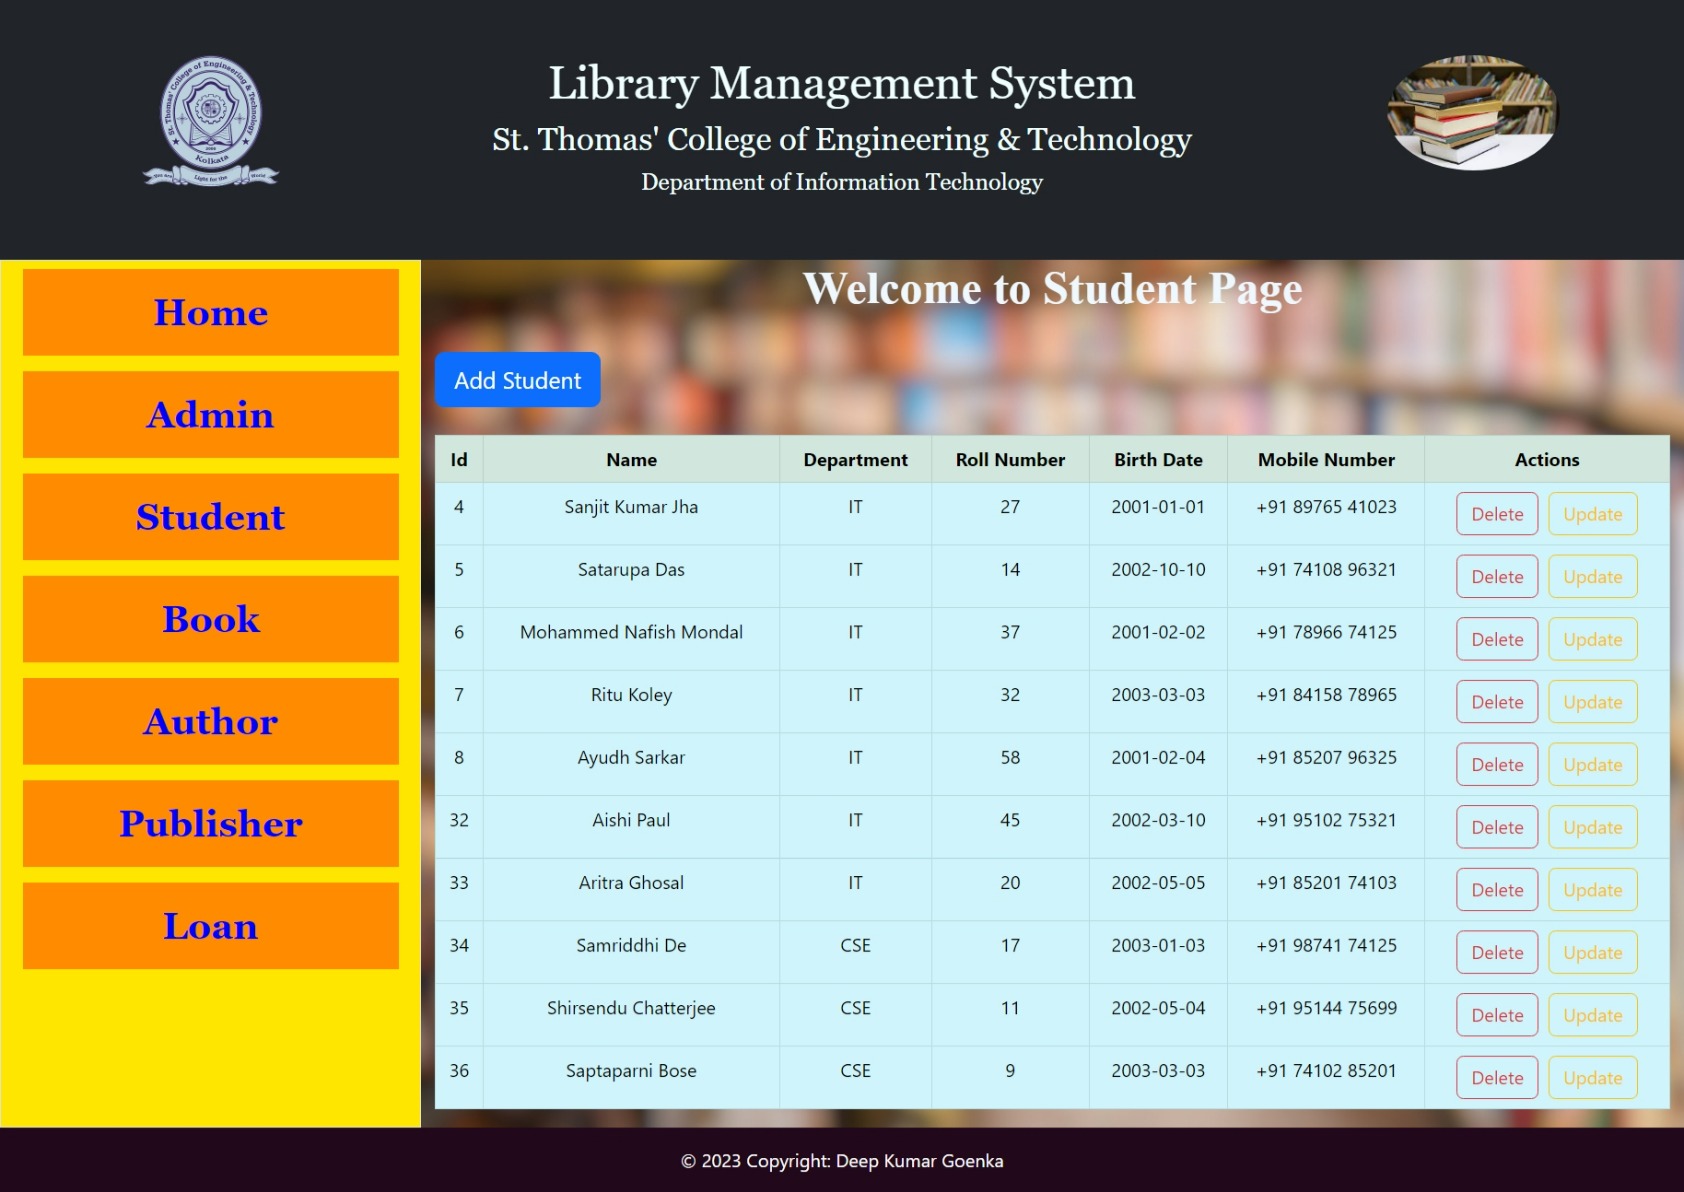 St. Thomas' College of Engineering & Technology
Kolkata
Library Management System
St. Thomas' College of Engineering & Technology
Department of Information Technology
Home
Admin
Student
Book
Author
Publisher
Loan
Welcome to Student Page
Add Student
Id Name Department Roll Number Birth Date Mobile Number Actions
4 Sanjit Kumar Jha IT 27 2001-01-01 +91 89765 41023 Delete Update
5 Satarupa Das IT 14 2002-10-10 +91 74108 96321 Delete Update
6 Mohammed Nafish Mondal IT 37 2001-02-02 +91 78966 74125 Delete Update
7 Ritu Koley IT 32 2003-03-03 +91 84158 78965 Delete Update
8 Ayudh Sarkar IT 58 2001-02-04 +91 85207 96325 Delete Update
32 Aishi Paul IT 45 2002-03-10 +91 95102 75321 Delete Update
33 Aritra Ghosal IT 20 2002-05-05 +91 85201 74103 Delete Update
34 Samriddhi De CSE 17 2003-01-03 +91 98741 74125 Delete Update
35 Shirsendu Chatterjee CSE 11 2002-05-04 +91 95144 75699 Delete Update
36 Saptaparni Bose CSE 9 2003-03-03 +91 74102 85201 Delete Update
© 2023 Copyright: Deep Kumar Goenka